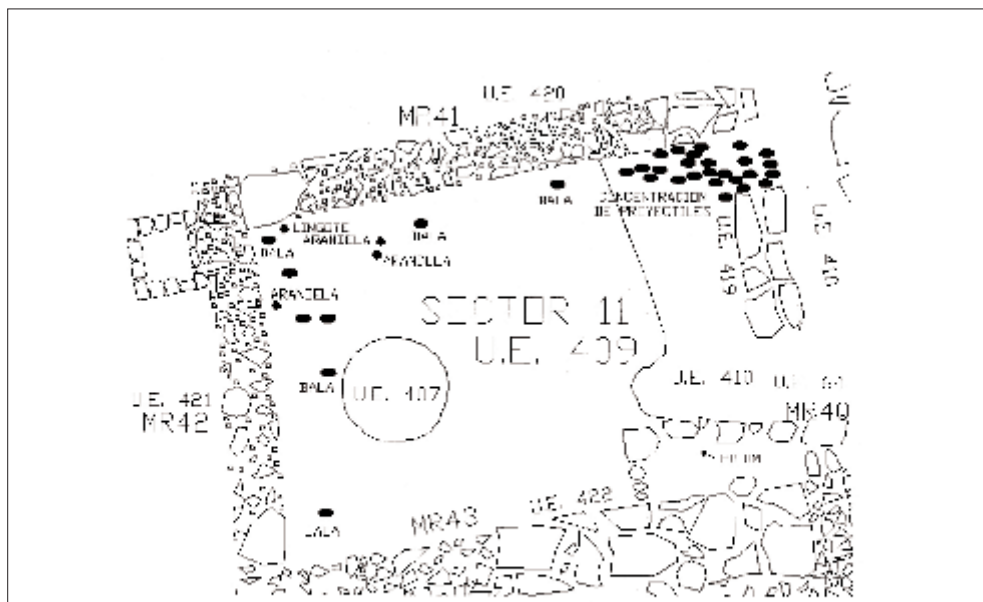 U.E. 420
MR41
BALA
CONCENTRACION
DE PROYECTILES
LINGOTE
ARANDELA
BALA
BALA
ARANDELA
U.E. 419
ARANDELA
SECTOR 11
U.E. 409
BALA
U.E. 407
U.E. 410
U.E. 421
MR42
MR40
U.E. 422
MR43
BALA